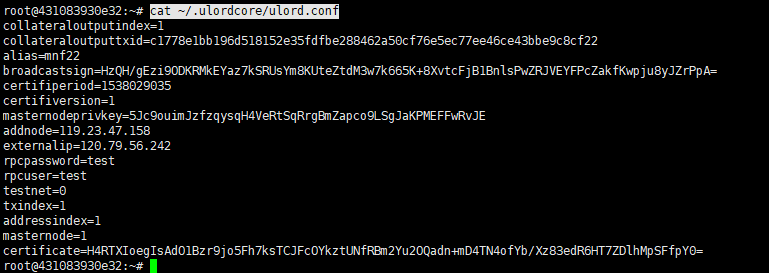 root@431083930e32:~# cat ~/.ulordcore/ulord.conf
collateraloutputindex=1
collateraloutputtxid=c1778e1bb196d518152e35fdfbe288462a50cf76e5ec77ee46ce43bbe9c8cf22
alias=mnf22
broadcastsign=HzQH/gEzi9ODKRMkEYaz7kSRUsYm8KUteZtdM3w7k665K+8XvtcFjB1BnlsPwZRJVEYFPcZakfKwpju8yJZrPpA=
certifiperiod=1538029035
certifiversion=1
masternodeprivkey=5Jc9ouimJzfzqysqH4VeRtSqRrgBmZapco9LSgJaKPMEFFwRvJE
addnode=119.23.47.158
externalip=120.79.56.242
rpcpassword=test
rpcuser=test
testnet=0
txindex=1
addressindex=1
masternode=1
certificate=H4RTXIoegIsAdO1Bzr9jo5Fh7ksTCJFcOYkztUNfRBm2Yu2OQadn+mD4TN4ofYb/Xz83edR6HT7ZDlhMpSFfpY0=
root@431083930e32:~#